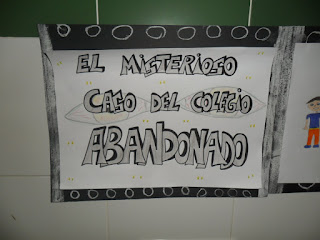 EL MISTERIOSO
CASO DEL COLEGIO
ABANDONADO